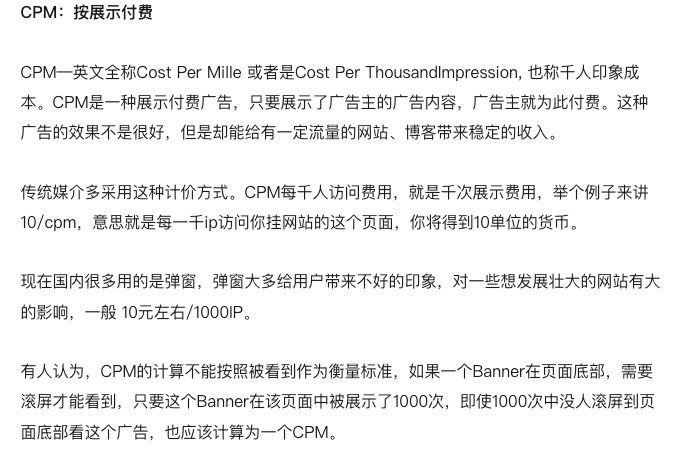 CPM：按展示付费
CPM—英文全称Cost Per Mille 或者是Cost Per ThousandImpression, 也称千人印象成
本。CPM是一种展示付费广告，只要展示了广告主的广告内容，广告主就为此付费。这种
广告的效果不是很好，但是却能给有一定流量的网站、博客带来稳定的收入。
传统媒介多采用这种计价方式。CPM每千人访问费用，就是千次展示费用，举个例子来讲
10/cpm，意思就是每一千ip访问你挂网站的这个页面，你将得到10单位的货币。
现在国内很多用的是弹窗，弹窗大多给用户带来不好的印象，对一些想发展壮大的网站有大
的影响，一般 10元左右/1000IP。
有人认为，CPM的计算不能按照被看到作为衡量标准，如果一个Banner在页面底部，需要
滚屏才能看到，只要这个Banner在该页面中被展示了1000次，即使1000次中没人滚屏到页
面底部看这个广告，也应该计算为一个CPM。